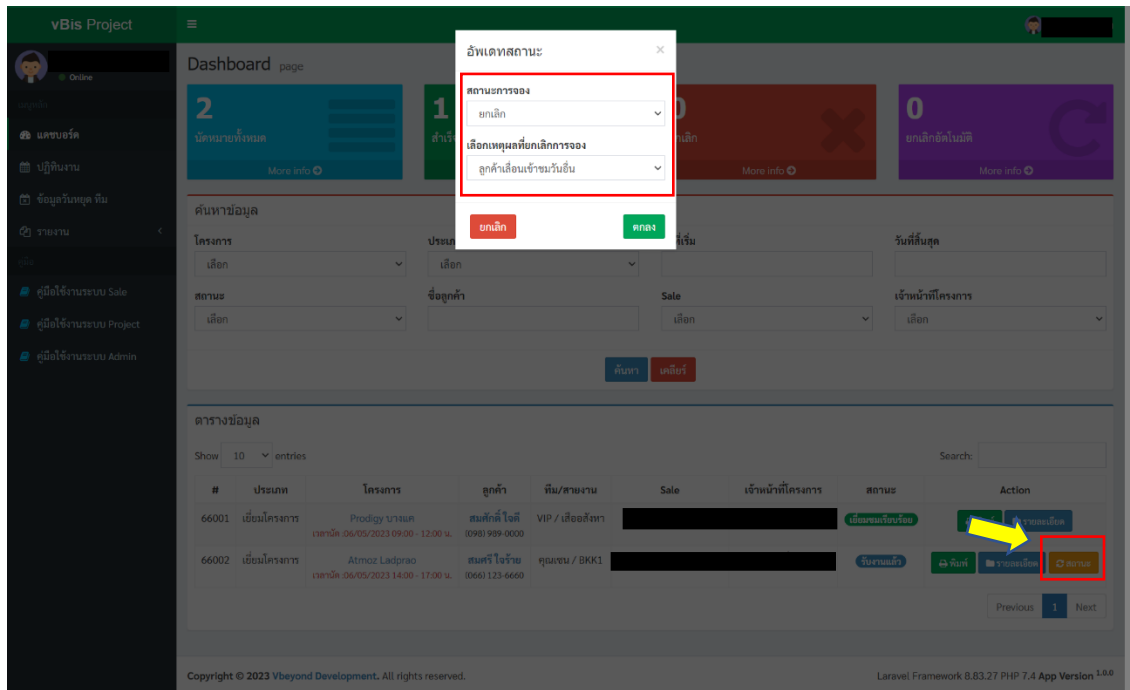 vBis Project
Online
Dashboard page
แดชบอร์ด
ปฏิทินงาน
ข้อมูลวันหยุด ทีม
รายงาน
คู่มือ
คู่มือใช้งานระบบ Sale
คู่มือใช้งานระบบ Project
คู่มือใช้งานระบบ Admin
อัพเดทสถานะ ×
สถานะการจอง
ยกเลิก
เลือกเหตุผลที่ยกเลิกการจอง
ลูกค้าเลื่อนเข้าชมวันอื่น
ยกเลิก ตกลง
2
นัดหมายทั้งหมด
More info
1
0
More info
0
ยกเลิกอัตโนมัติ
More info
ค้นหาข้อมูล
โครงการ วันที่สิ้นสุด
เลือก เลือก
สถานะ ชื่อลูกค้า Sale เจ้าหน้าที่โครงการ
เลือก เลือก เลือก
ค้นหา เคลียร์
ตารางข้อมูล
Show 10 entries Search:
# ประเภท โครงการ ลูกค้า ทีม/สายงาน Sale เจ้าหน้าที่โครงการ สถานะ Action
66001 เยี่ยมโครงการ Prodigy บางแค สมศักดิ์ ใจดี VIP / เสือองักหา เยี่ยมชมเรียบร้อย รายละเอียด
เวลานัด :06/05/2023 09:00 - 12:00 น. (098) 989-0000
66002 เยี่ยมโครงการ Atmoz Ladprao สมศรี ใจร้าย คุณเชน / BKK1 รับงานแล้ว พิมพ์ รายละเอียด สถานะ
เวลานัด :06/05/2023 14:00 - 17:00 น. (066) 123-6660
Previous 1 Next
Copyright © 2023 Vbeyond Development. All rights reserved. Laravel Framework 8.83.27 PHP 7.4 App Version 1.0.0